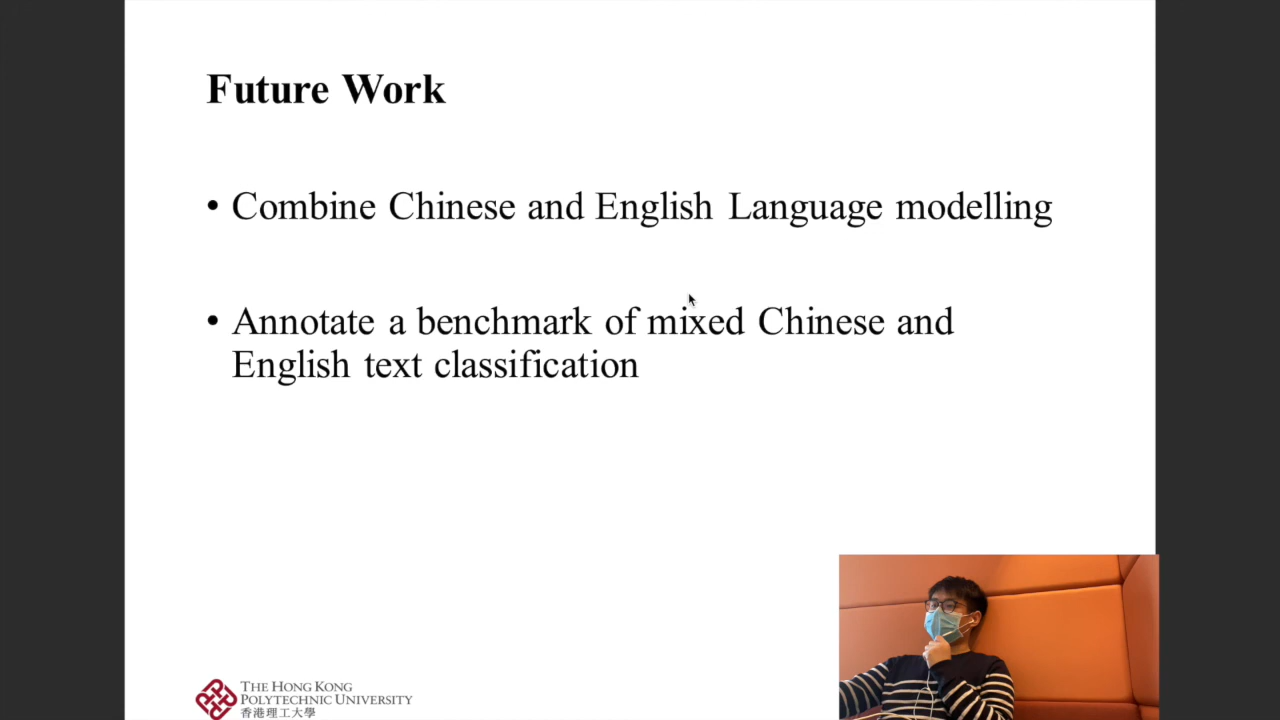 Future Work
• Combine Chinese and English Language modelling
• Annotate a benchmark of mixed Chinese and
English text classification
THE HONG KONG
POLYTECHNIC UNIVERSITY
香港理工大學